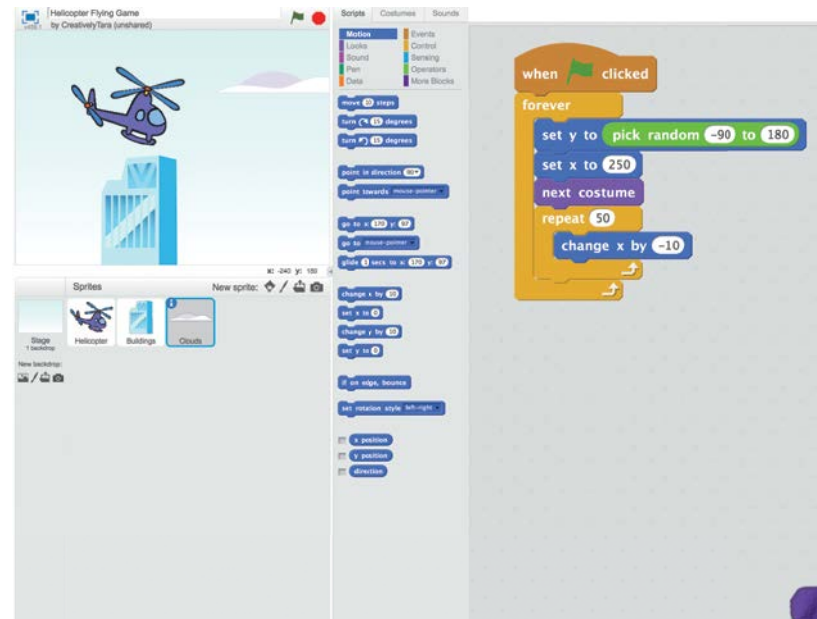 Helicopter Flying Game
by CreativelyTara (unshared)
Scripts Costumes Sounds
Motion Events
Looks Control
Sound Sensing
Pen Operators
Data More Blocks
move 10 steps
turn 15 degrees
turn 15 degrees
point in direction 90
point towards mouse-pointer
go to x: 170 y: 97
go to mouse-pointer
glide 1 secs to x: 170 y: 97
change x by 10
set x to 0
change y by 10
set y to 0
if on edge, bounce
set rotation style left-right
x position
y position
direction
when clicked
forever
set y to pick random -90 to 180
set x to 250
next costume
repeat 50
change x by -10
x: -240 y: 180
Sprites New sprite:
Stage
1 backdrop
Helicopter Buildings Clouds
New backdrop: